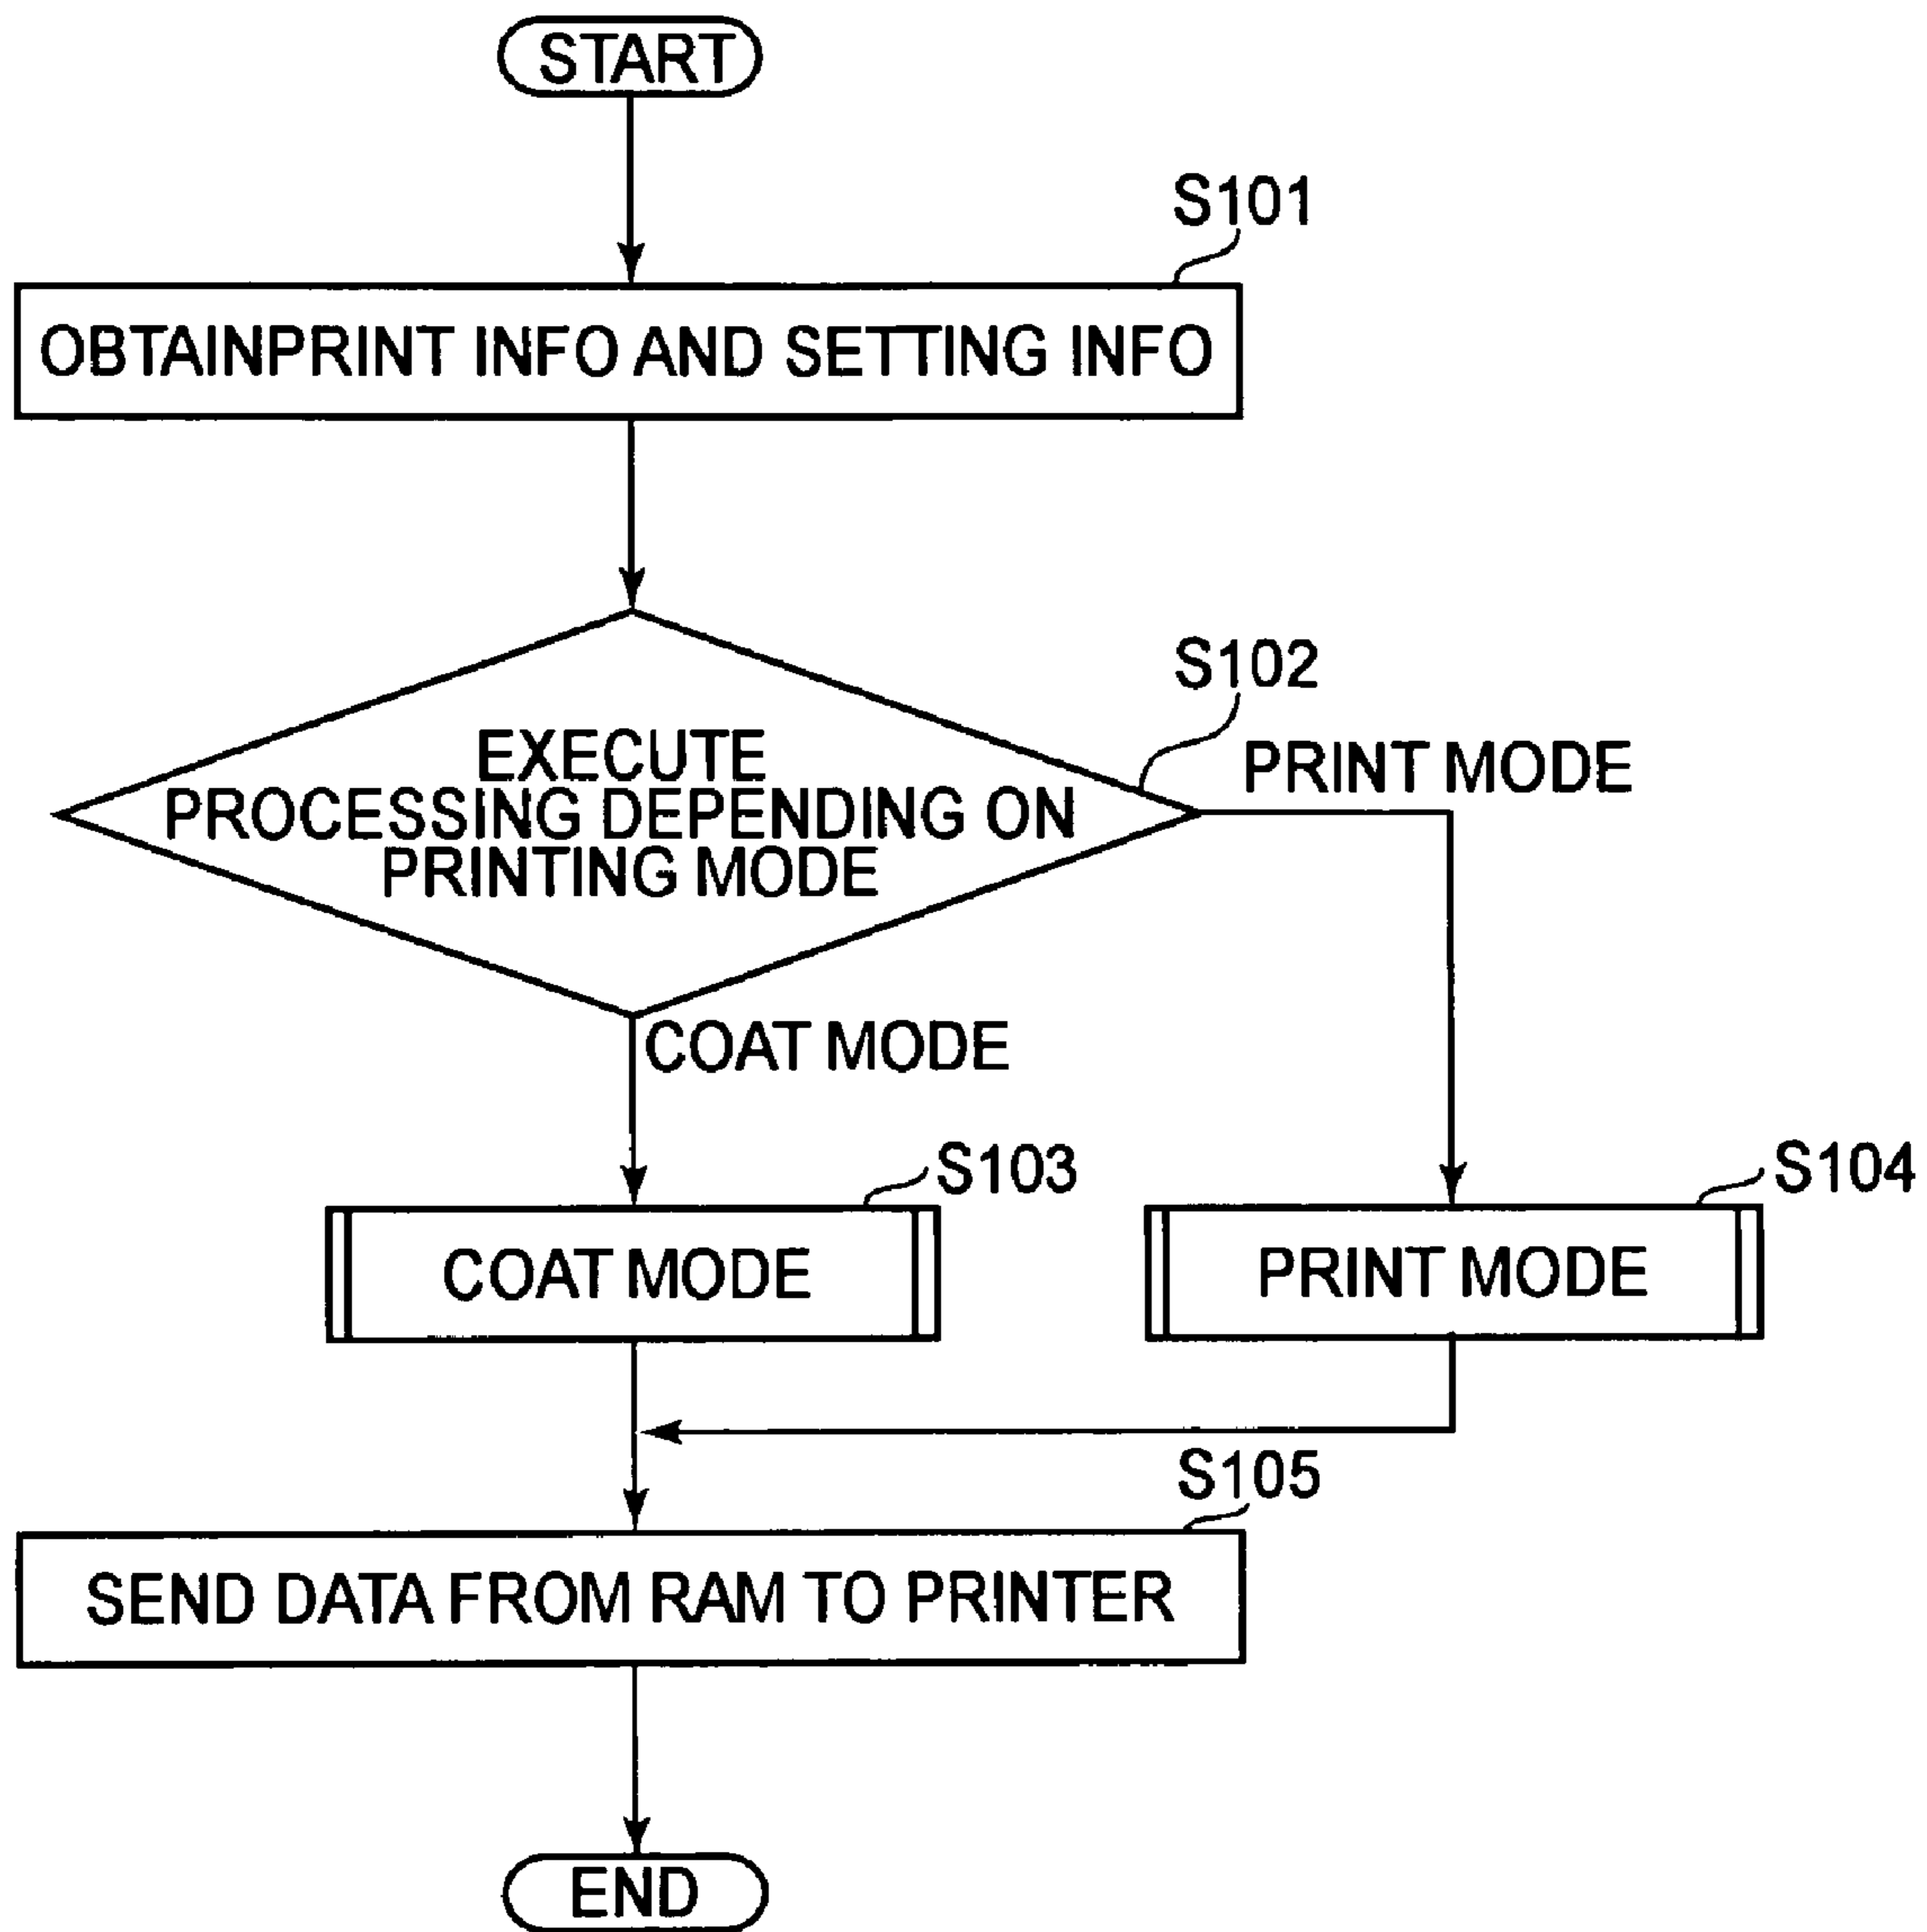 START
S101
OBTAINPRINT INFO AND SETTING INFO
S102
EXECUTE
PROCESSING DEPENDING ON
PRINTING MODE
PRINT MODE
COAT MODE
S103
S104
COAT MODE
PRINT MODE
S105
SEND DATA FROM RAM TO PRINTER
END